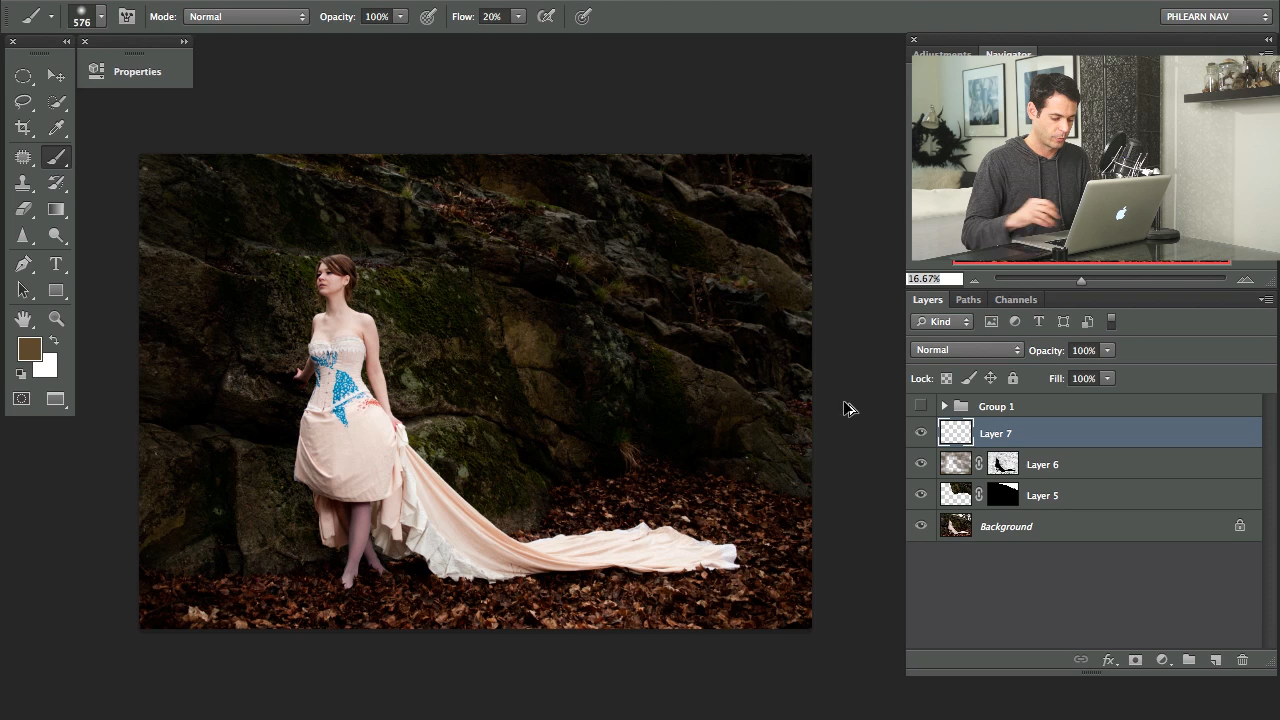 576 Mode: Normal Opacity: 100% Flow: 20% PHLEARN NAV
Properties
Adjustments Navigator
16.67%
Layers Paths Channels
Kind
Normal Opacity: 100%
Lock: Fill: 100%
Group 1
Layer 7
Layer 6
Layer 5
Background